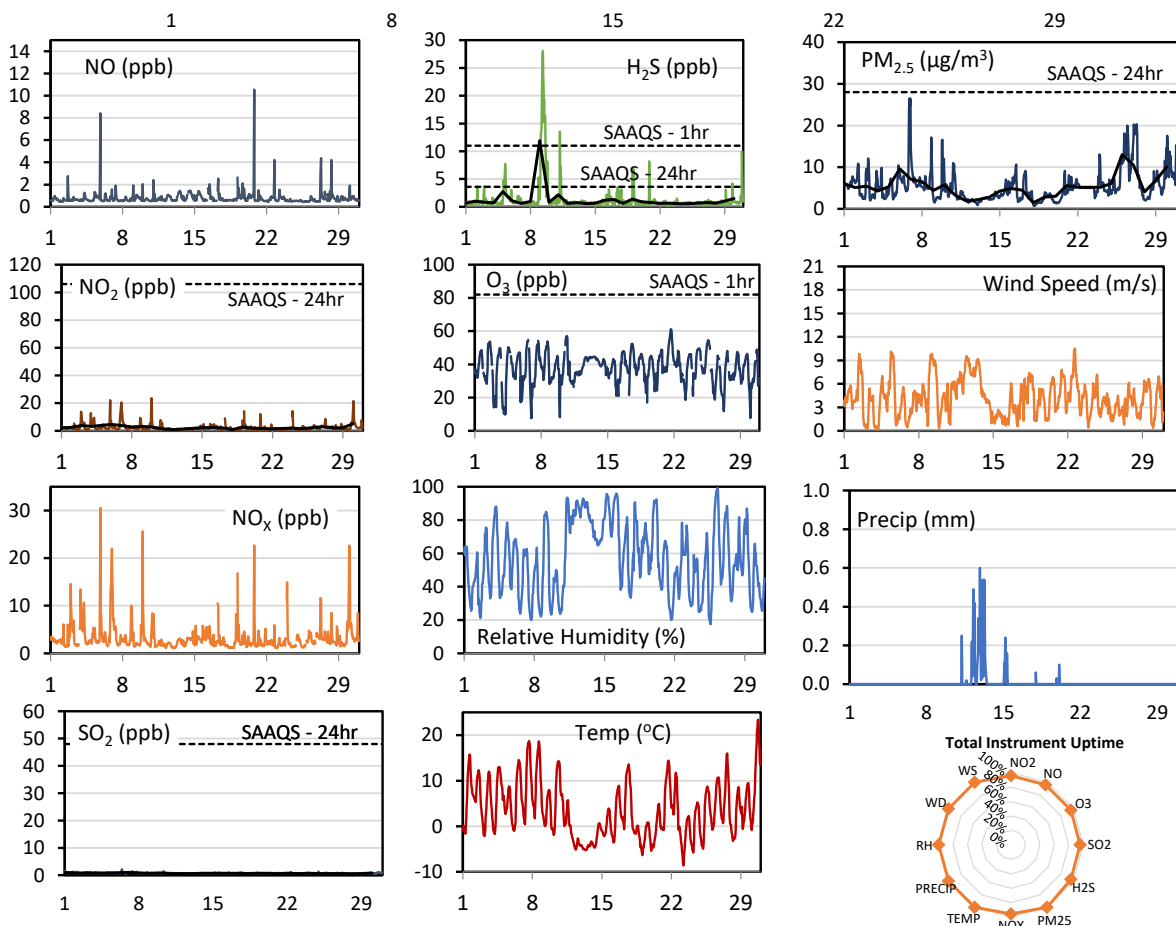 1 8 15 22 29
NO (ppb)
14
12
10
8
6
4
2
0
1 8 15 22 29
H₂S (ppb)
30
25
20
15
10
5
0
SAAQS - 1hr
SAAQS - 24hr
1 8 15 22 29
PM₂.₅ (µg/m³)
40
30
20
10
0
SAAQS - 24hr
1 8 15 22 29
NO₂ (ppb)
120
100
80
60
40
20
0
SAAQS - 24hr
1 8 15 22 29
O₃ (ppb)
100
80
60
40
20
0
SAAQS - 1hr
1 8 15 22 29
Wind Speed (m/s)
21
18
15
12
9
6
3
0
1 8 15 22 29
NOX (ppb)
30
20
10
0
1 8 15 22 29
100
80
60
40
20
0
Relative Humidity (%)
1 8 15 22 29
Precip (mm)
1.0
0.8
0.6
0.4
0.2
0.0
1 8 15 22 29
SO₂ (ppb)
60
50
40
30
20
10
0
SAAQS - 24hr
1 8 15 22 29
Temp (ºC)
20
10
0
-10
1 8 15 22 29
Total Instrument Uptime
100%
80%
60%
40%
20%
0%
NO2
NO
O3
SO2
H2S
PM25
NOX
TEMP
PRECIP
RH
WD
WS